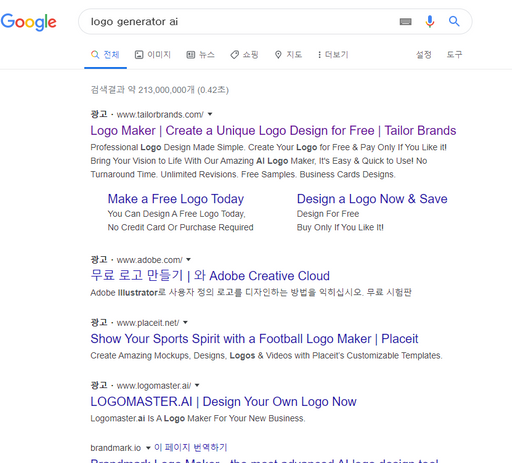 Google
logo generator ai
전체 이미지 뉴스 쇼핑 지도 더보기 설정 도구
검색결과 약 213,000,000개 (0.42초)
광고 · www.tailorbrands.com/
Logo Maker | Create a Unique Logo Design for Free | Tailor Brands
Professional Logo Design Made Simple. Create Your Logo for Free & Pay Only If You Like it!
Bring Your Vision to Life With Our Amazing AI Logo Maker, It's Easy & Quick to Use! No
Turnaround Time. Unlimited Revisions. Free Samples. Business Cards Designs.
Make a Free Logo Today
You Can Design A Free Logo Today,
No Credit Card Or Purchase Required
Design a Logo Now & Save
Design For Free
Buy Only If You Like It!
광고 · www.adobe.com/
무료 로고 만들기 | 와 Adobe Creative Cloud
Adobe Illustrator로 사용자 정의 로고를 디자인하는 방법을 익히십시오. 무료 시험판
광고 · www.placeit.net/
Show Your Sports Spirit with a Football Logo Maker | Placeit
Create Amazing Mockups, Designs, Logos & Videos with Placeit's Customizable Templates.
광고 · www.logomaster.ai/
LOGOMASTER.AI | Design Your Own Logo Now
Logomaster.ai Is A Logo Maker For Your New Business.
brandmark.io 이 페이지 번역하기
Brandmark Logo Maker - the most advanced AI logo design tool